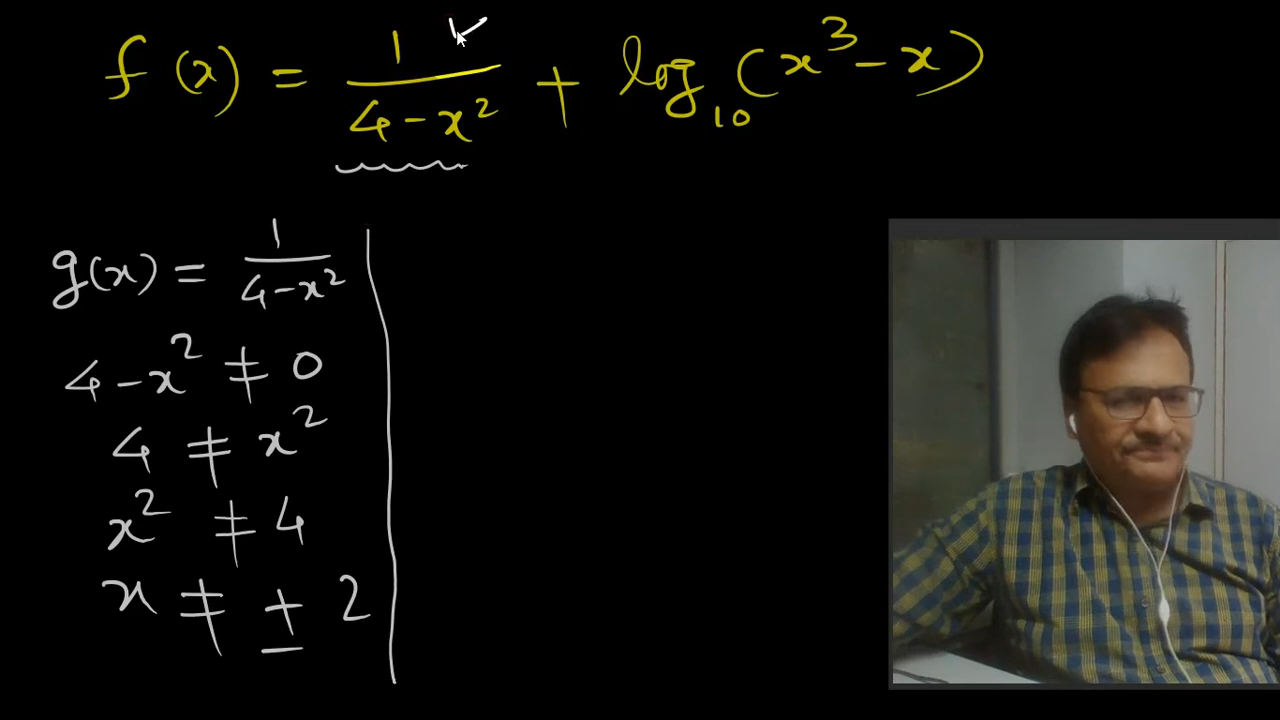 f(x) = 1/(4-x²) + log₁₀(x³-x)
g(x) = 1/(4-x²)
4-x² ≠ 0
4 ≠ x²
x² ≠ 4
x ≠ ± 2